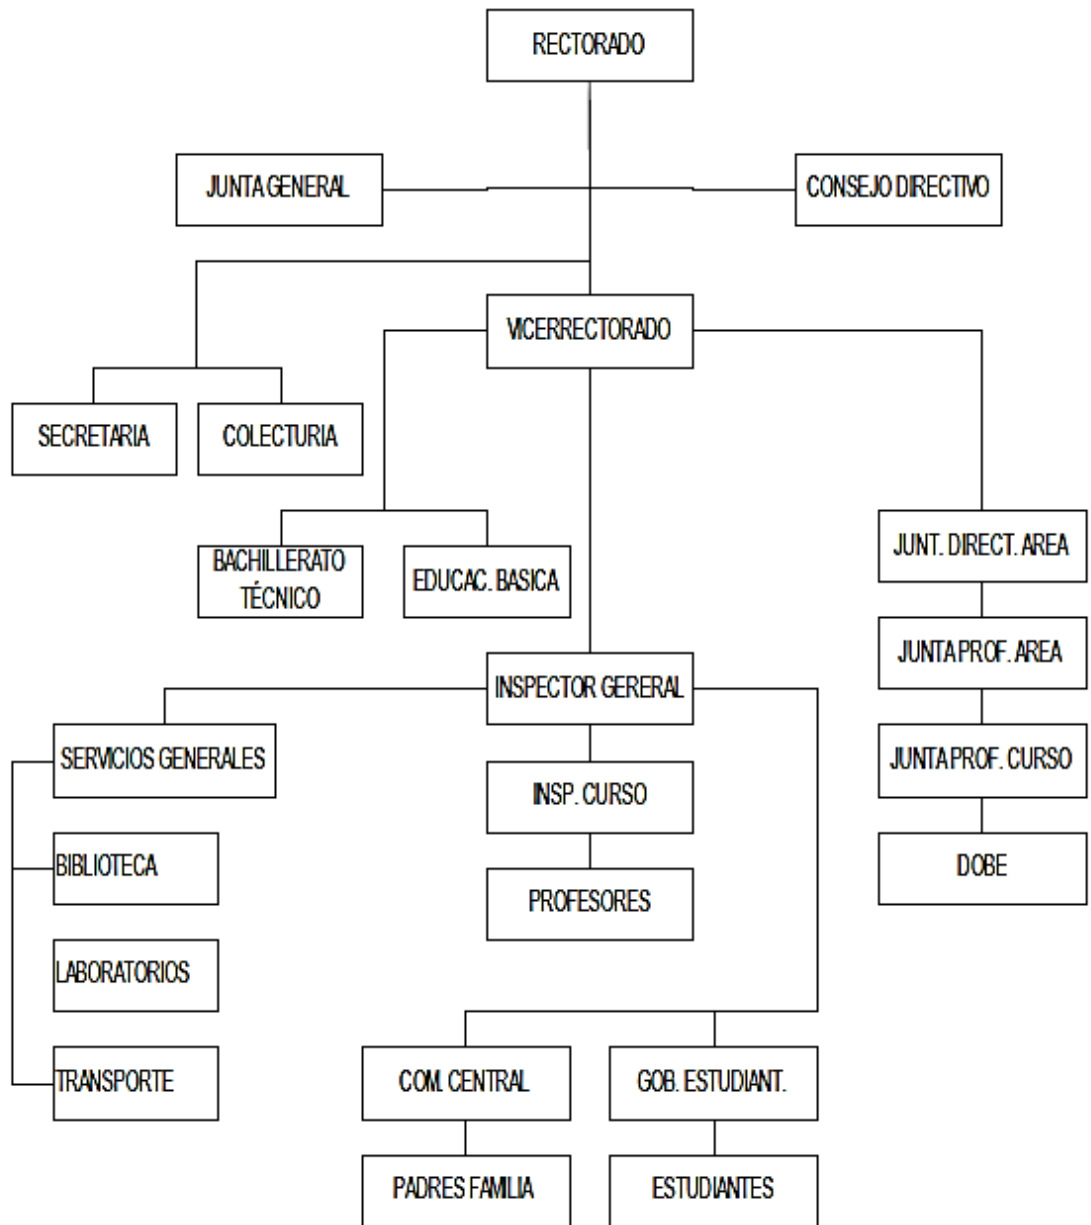 RECTORADO
JUNTA GENERAL
CONSEJO DIRECTIVO
VICERRECTORADO
SECRETARIA
COLECTURIA
BACHILLERATO
TÉCNICO
EDUCAC. BASICA
JUNT. DIRECT. AREA
JUNTA PROF. AREA
INSPECTOR GERERAL
SERVICIOS GENERALES
JUNTA PROF. CURSO
INSP. CURSO
BIBLIOTECA
DOBE
PROFESORES
LABORATORIOS
TRANSPORTE
COM. CENTRAL
GOB. ESTUDIANT.
PADRES FAMILIA
ESTUDIANTES